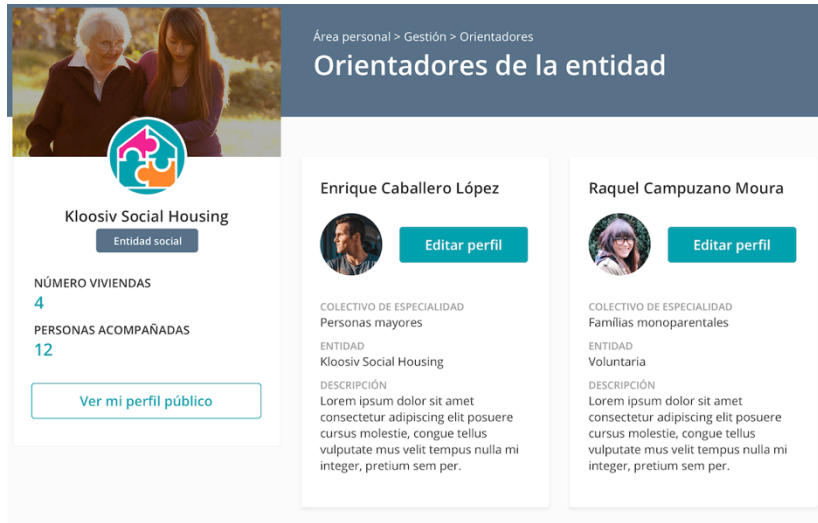 Área personal > Gestión > Orientadores
Orientadores de la entidad
Kloosiv Social Housing
Entidad social
NÚMERO VIVIENDAS
4
PERSONAS ACOMPAÑADAS
12
Ver mi perfil público
Enrique Caballero López
Editar perfil
COLECTIVO DE ESPECIALIDAD
Personas mayores
ENTIDAD
Kloosiv Social Housing
DESCRIPCIÓN
Lorem ipsum dolor sit amet
consectetur adipiscing elit posuere
cursus molestie, congue tellus
vulputate mus velit tempus nulla mi
integer, pretium sem per.
Raquel Campuzano Moura
Editar perfil
COLECTIVO DE ESPECIALIDAD
Famílias monoparentales
ENTIDAD
Voluntaria
DESCRIPCIÓN
Lorem ipsum dolor sit amet
consectetur adipiscing elit posuere
cursus molestie, congue tellus
vulputate mus velit tempus nulla mi
integer, pretium sem per.